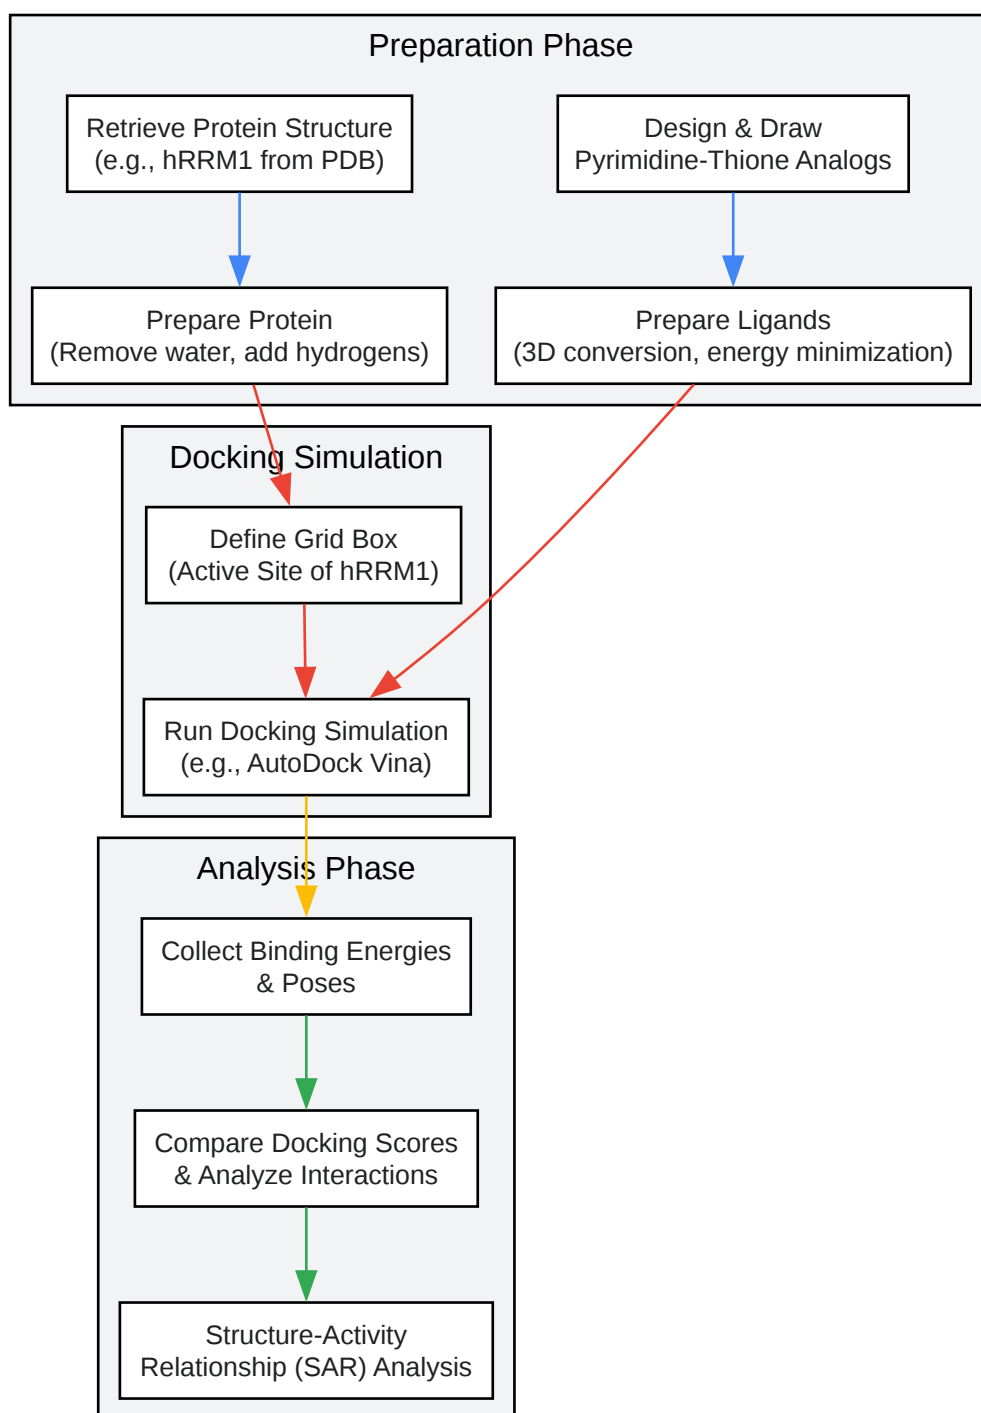 Preparation Phase
Retrieve Protein Structure
(e.g., hRRM1 from PDB)
Design & Draw
Pyrimidine-Thione Analogs
Prepare Protein
(Remove water, add hydrogens)
Prepare Ligands
(3D conversion, energy minimization)
Docking Simulation
Define Grid Box
(Active Site of hRRM1)
Run Docking Simulation
(e.g., AutoDock Vina)
Analysis Phase
Collect Binding Energies
& Poses
Compare Docking Scores
& Analyze Interactions
Structure-Activity
Relationship (SAR) Analysis